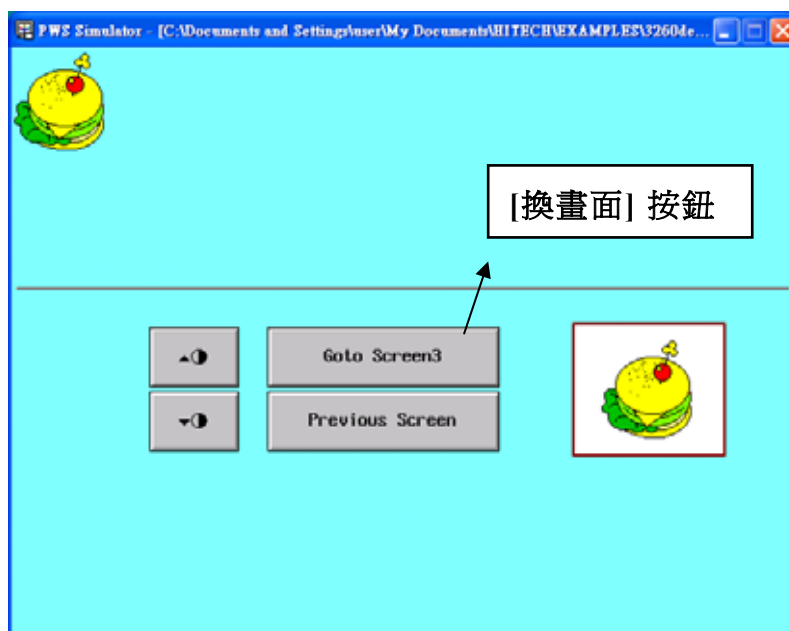 PWS Simulator - [C:\Documents and Settings\user\My Documents\HITECH\EXAMPLES\3260de...
[換畫面] 按鈕
Goto Screen3
Previous Screen